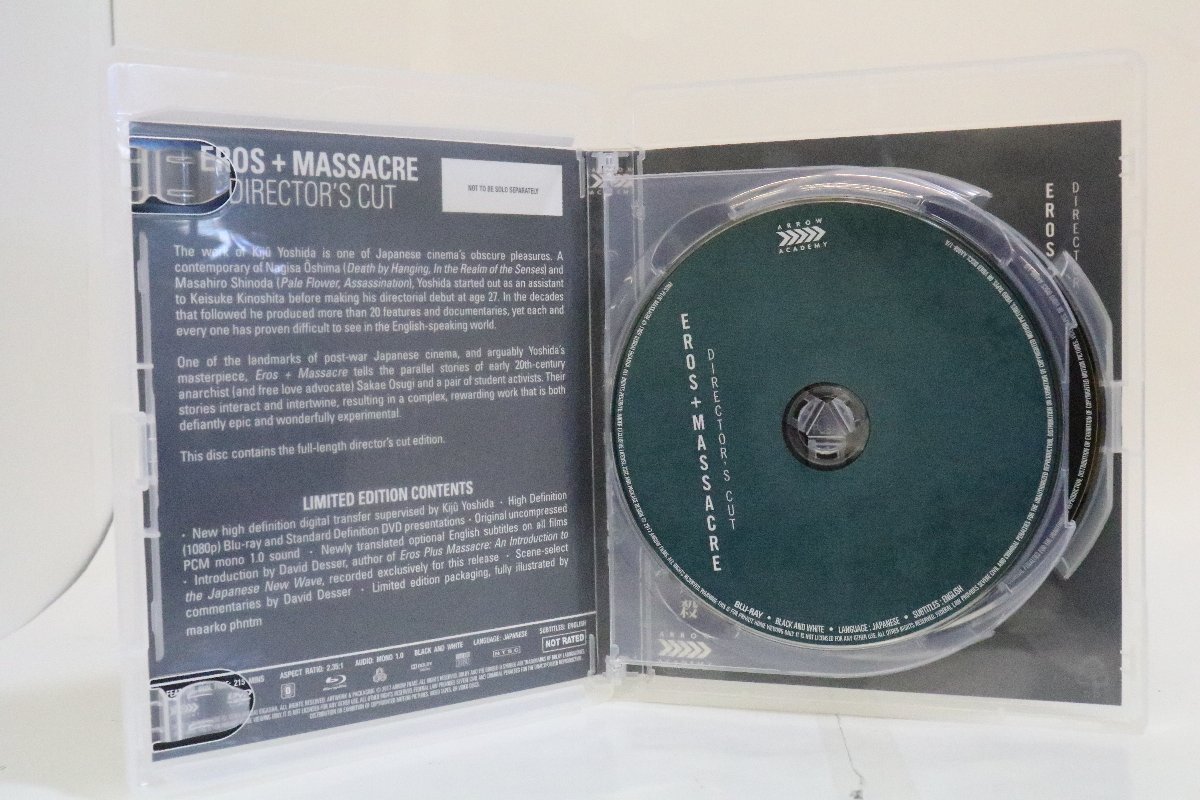 EROS + MASSACRE
DIRECTOR'S CUT
NOT TO BE SOLD SEPARATELY
The work of Kijū Yoshida is one of Japanese cinema's obscure pleasures. A
contemporary of Nagisa Ōshima (Death by Hanging, In the Realm of the Senses) and
Masahiro Shinoda (Pale Flower, Assassination), Yoshida started out as an assistant
to Keisuke Kinoshita before making his directorial debut at age 27. In the decades
that followed he produced more than 20 features and documentaries, yet each and
every one has proven difficult to see in the English-speaking world.
One of the landmarks of post-war Japanese cinema, and arguably Yoshida's
masterpiece, Eros + Massacre tells the parallel stories of early 20th-century
anarchist (and free love advocate) Sakae Osugi and a pair of student activists. Their
stories interact and intertwine, resulting in a complex, rewarding work that is both
defiantly epic and wonderfully experimental.
This disc contains the full-length director's cut edition.
LIMITED EDITION CONTENTS
· New high definition digital transfer supervised by Kijū Yoshida · High Definition
(1080p) Blu-ray and Standard Definition DVD presentations · Original uncompressed
PCM mono 1.0 sound · Newly translated optional English subtitles on all films
· Introduction by David Desser, author of Eros Plus Massacre: An Introduction to
the Japanese New Wave, recorded exclusively for this release · Scene-select
commentaries by David Desser · Limited edition packaging, fully illustrated by
maarko phntm
215 MINS ASPECT RATIO: 2.35:1 AUDIO: MONO 1.0 BLACK AND WHITE LANGUAGE: JAPANESE SUBTITLES: ENGLISH
NTSC NOT RATED
ARROW
ACADEMY
EROS + MASSACRE
DIRECTOR'S CUT
BLU-RAY · BLACK AND WHITE · LANGUAGE: JAPANESE · SUBTITLES: ENGLISH
DIRECT
EROS
ARROW
ACADEMY